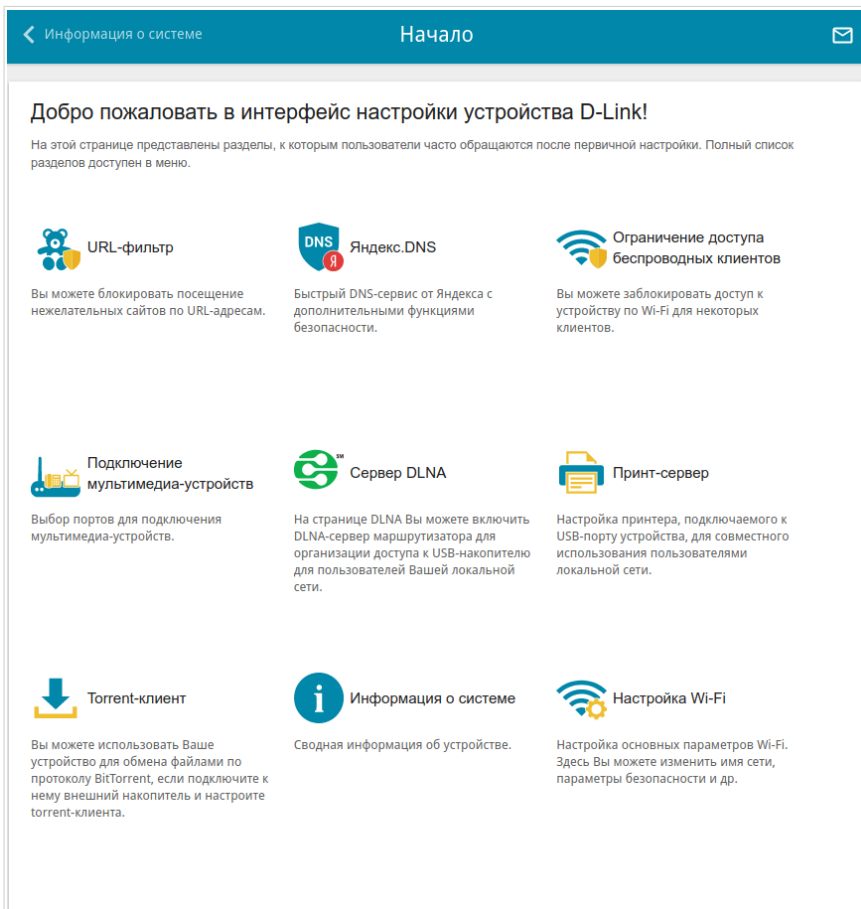 Информация о системе
Начало
Добро пожаловать в интерфейс настройки устройства D-Link!
На этой странице представлены разделы, к которым пользователи часто обращаются после первичной настройки. Полный список
разделов доступен в меню.
URL-фильтр
Вы можете блокировать посещение
нежелательных сайтов по URL-адресам.
DNS
Я
Яндекс.DNS
Быстрый DNS-сервис от Яндекса с
дополнительными функциями
безопасности.
Ограничение доступа
беспроводных клиентов
Вы можете заблокировать доступ к
устройству по Wi-Fi для некоторых
клиентов.
Подключение
мультимедиа-устройств
Выбор портов для подключения
мультимедиа-устройств.
SM
Сервер DLNA
На странице DLNA Вы можете включить
DLNA-сервер маршрутизатора для
организации доступа к USB-накопителю
для пользователей Вашей локальной
сети.
Принт-сервер
Настройка принтера, подключаемого к
USB-порту устройства, для совместного
использования пользователями
локальной сети.
Torrent-клиент
Вы можете использовать Ваше
устройство для обмена файлами по
протоколу BitTorrent, если подключите к
нему внешний накопитель и настроите
torrent-клиента.
i
Информация о системе
Сводная информация об устройстве.
Настройка Wi-Fi
Настройка основных параметров Wi-Fi.
Здесь Вы можете изменить имя сети,
параметры безопасности и др.